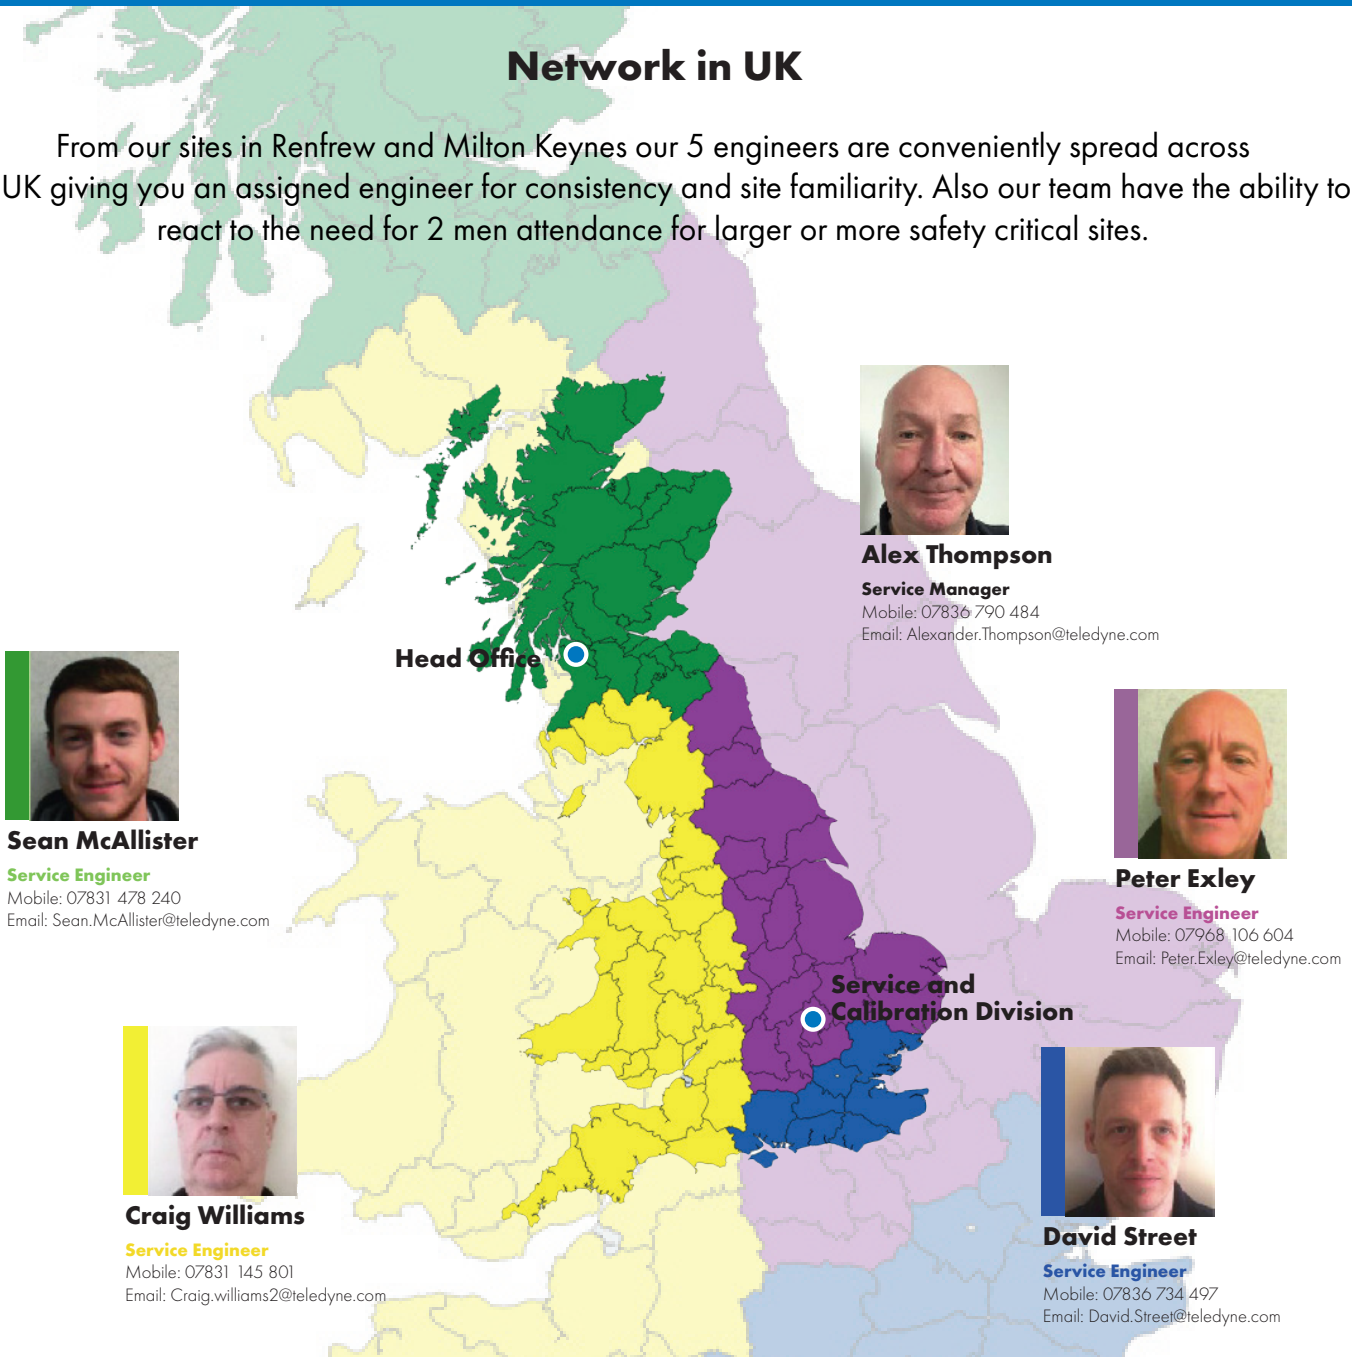 Network in UK
From our sites in Renfrew and Milton Keynes our 5 engineers are conveniently spread across
UK giving you an assigned engineer for consistency and site familiarity. Also our team have the ability to
react to the need for 2 men attendance for larger or more safety critical sites.
Alex Thompson
Service Manager
Mobile: 07836 790 484
Email: Alexander.Thompson@teledyne.com
Head Office
Sean McAllister
Service Engineer
Mobile: 07831 478 240
Email: Sean.McAllister@teledyne.com
Peter Exley
Service Engineer
Mobile: 07968 106 604
Email: Peter.Exley@teledyne.com
Service and
Calibration Division
Craig Williams
Service Engineer
Mobile: 07831 145 801
Email: Craig.williams2@teledyne.com
David Street
Service Engineer
Mobile: 07836 734 497
Email: David.Street@teledyne.com